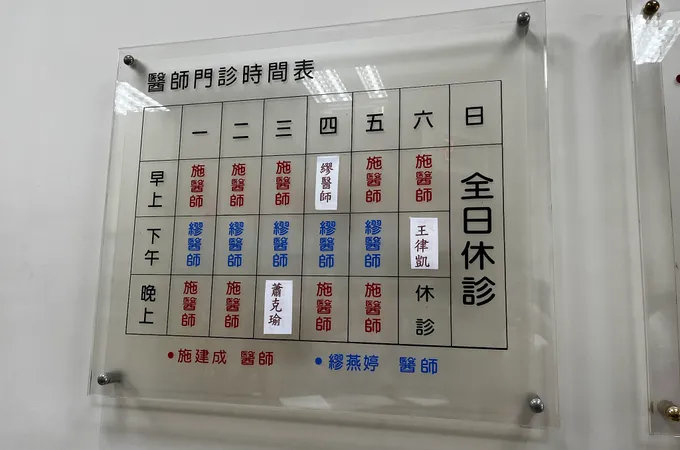 醫師門診時間表
一 二 三 四 五 六 日
早上 施醫師 施醫師 施醫師 繆醫師 施醫師 施醫師 全日休診
下午 繆醫師 繆醫師 繆醫師 繆醫師 繆醫師 王律凱
晚上 施醫師 施醫師 蕭克瑜 施醫師 施醫師 休診
•施建成 醫師 •繆燕婷 醫師